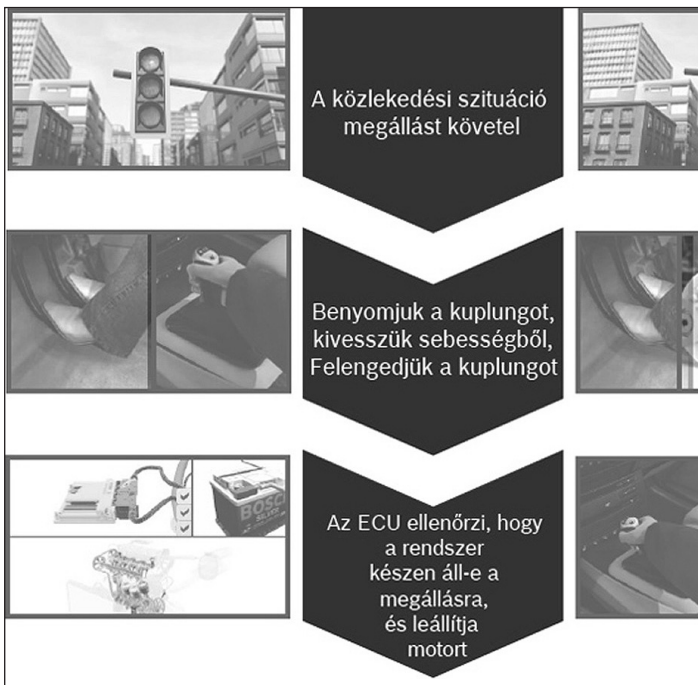 A közlekedési szituáció
megállást követel
Benyomjuk a kuplungot,
kivesszük sebességből,
Felengedjük a kuplungot
BOSCH
SILVER
Az ECU ellenőrzi, hogy
a rendszer
készen áll-e a
megállásra,
és leállítja
motort